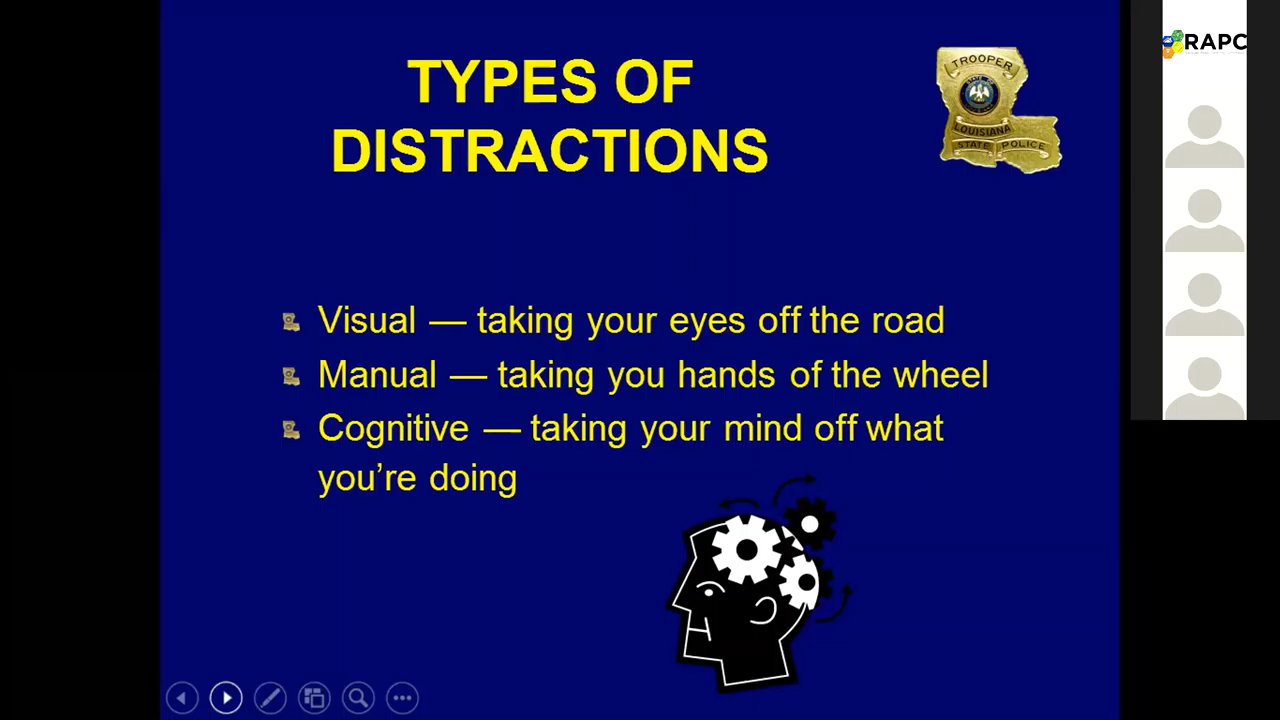 TYPES OF
DISTRACTIONS
TROOPER
LOUISIANA
STATE POLICE
RAPC
Visual — taking your eyes off the road
Manual — taking you hands of the wheel
Cognitive — taking your mind off what
you're doing